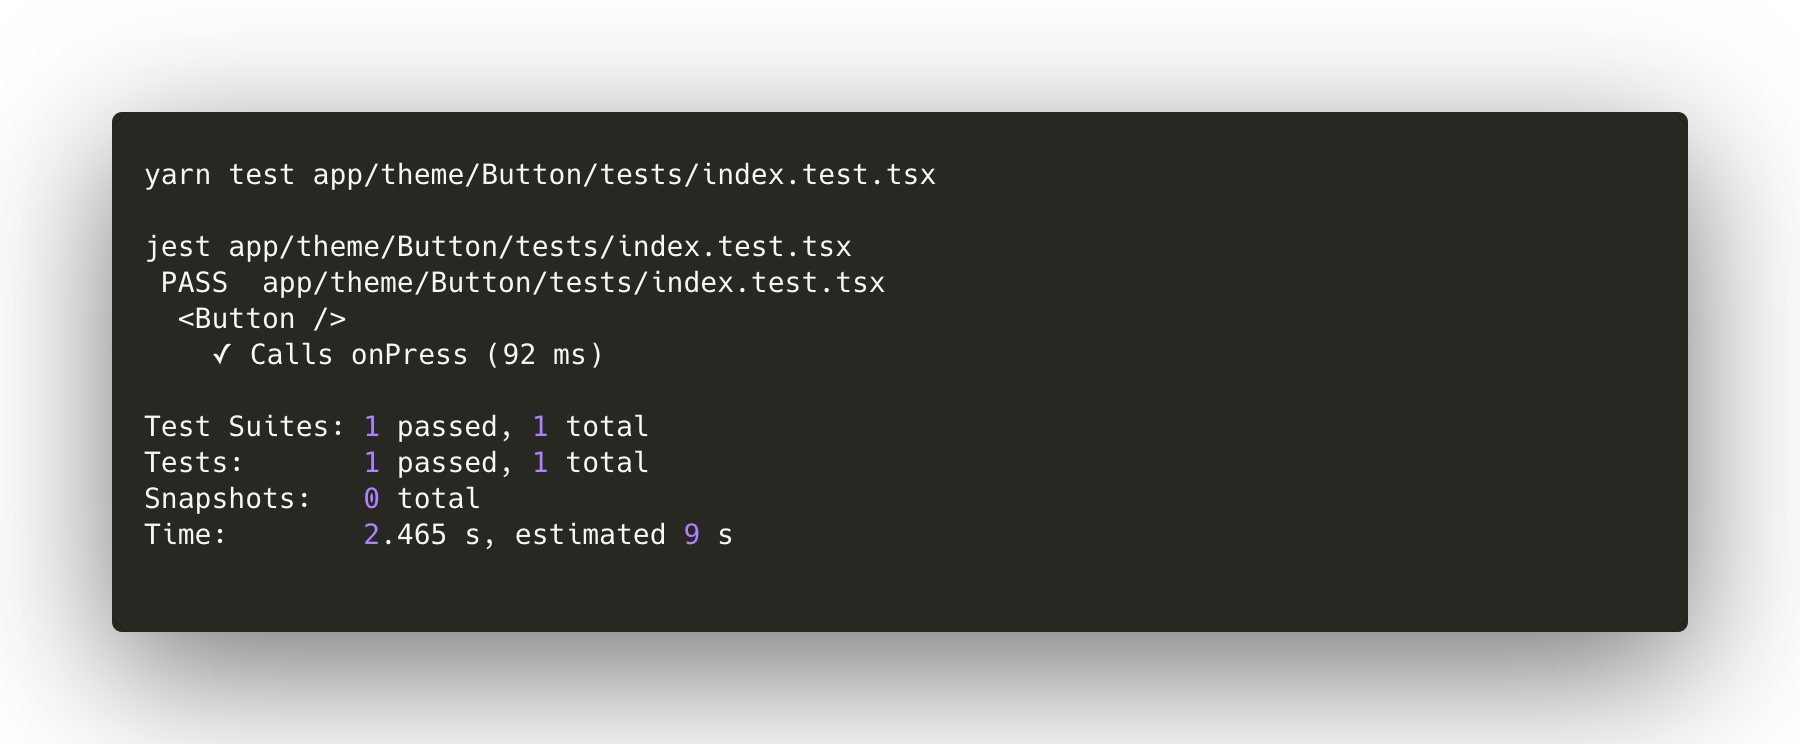 yarn test app/theme/Button/tests/index.test.tsx
jest app/theme/Button/tests/index.test.tsx
PASS  app/theme/Button/tests/index.test.tsx
<Button />
✓ Calls onPress (92 ms)
Test Suites: 1 passed, 1 total
Tests:       1 passed, 1 total
Snapshots:   0 total
Time:        2.465 s, estimated 9 s